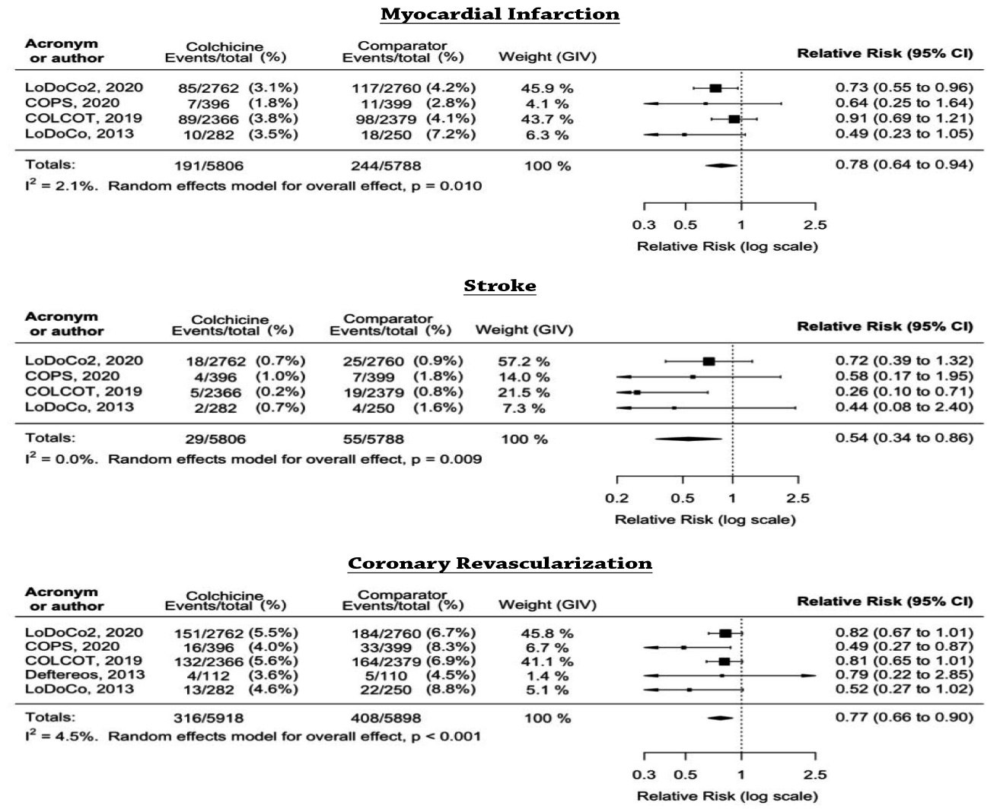 Myocardial Infarction
Acronym or author Colchicine Events/total (%) Comparator Events/total (%) Weight (GIV) Relative Risk (95% CI)
LoDoCo2, 2020 85/2762 (3.1%) 117/2760 (4.2%) 45.9 % 0.73 (0.55 to 0.96)
COPS, 2020 7/396 (1.8%) 11/399 (2.8%) 4.1 % 0.64 (0.25 to 1.64)
COLCOT, 2019 89/2366 (3.8%) 98/2379 (4.1%) 43.7 % 0.91 (0.69 to 1.21)
LoDoCo, 2013 10/282 (3.5%) 18/250 (7.2%) 6.3 % 0.49 (0.23 to 1.05)
Totals: 191/5806 244/5788 100 % 0.78 (0.64 to 0.94)
I² = 2.1%. Random effects model for overall effect, p = 0.010
0.3 0.5 1 2.5
Relative Risk (log scale)
Stroke
Acronym or author Colchicine Events/total (%) Comparator Events/total (%) Weight (GIV) Relative Risk (95% CI)
LoDoCo2, 2020 18/2762 (0.7%) 25/2760 (0.9%) 57.2 % 0.72 (0.39 to 1.32)
COPS, 2020 4/396 (1.0%) 7/399 (1.8%) 14.0 % 0.58 (0.17 to 1.95)
COLCOT, 2019 5/2366 (0.2%) 19/2379 (0.8%) 21.5 % 0.26 (0.10 to 0.71)
LoDoCo, 2013 2/282 (0.7%) 4/250 (1.6%) 7.3 % 0.44 (0.08 to 2.40)
Totals: 29/5806 55/5788 100 % 0.54 (0.34 to 0.86)
I² = 0.0%. Random effects model for overall effect, p = 0.009
0.2 0.5 1 2.5
Relative Risk (log scale)
Coronary Revascularization
Acronym or author Colchicine Events/total (%) Comparator Events/total (%) Weight (GIV) Relative Risk (95% CI)
LoDoCo2, 2020 151/2762 (5.5%) 184/2760 (6.7%) 45.8 % 0.82 (0.67 to 1.01)
COPS, 2020 16/396 (4.0%) 33/399 (8.3%) 6.7 % 0.49 (0.27 to 0.87)
COLCOT, 2019 132/2366 (5.6%) 164/2379 (6.9%) 41.1 % 0.81 (0.65 to 1.01)
Deftereos, 2013 4/112 (3.6%) 5/110 (4.5%) 1.4 % 0.79 (0.22 to 2.85)
LoDoCo, 2013 13/282 (4.6%) 22/250 (8.8%) 5.1 % 0.52 (0.27 to 1.02)
Totals: 316/5918 408/5898 100 % 0.77 (0.66 to 0.90)
I² = 4.5%. Random effects model for overall effect, p < 0.001
0.3 0.5 1 2.5
Relative Risk (log scale)